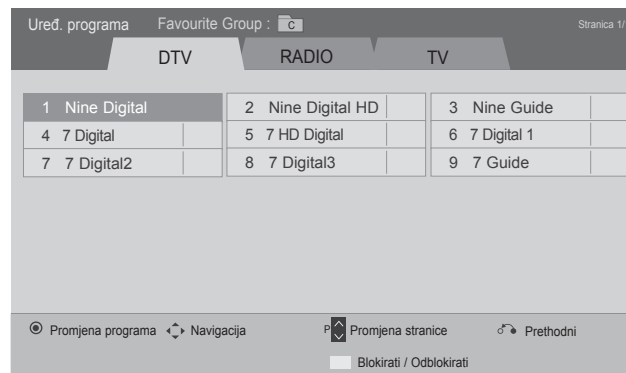 Uređ. programa Favourite Group : C Stranica 1/
DTV RADIO TV
1 Nine Digital 2 Nine Digital HD 3 Nine Guide
4 7 Digital 5 7 HD Digital 6 7 Digital 1
7 7 Digital2 8 7 Digital3 9 7 Guide
Promjena programa Navigacija P Promjena stranice Prethodni
Blokirati / Odblokirati